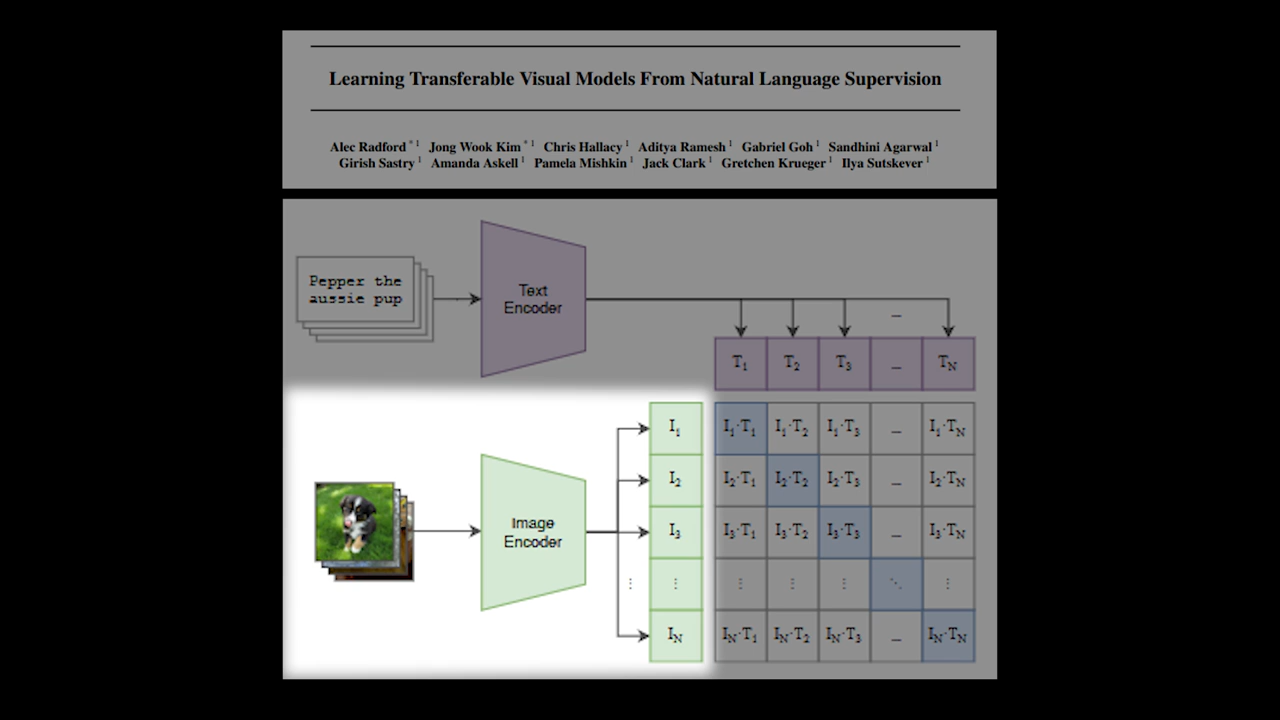 Learning Transferable Visual Models From Natural Language Supervision
Alec Radford * 1 Jong Wook Kim * 1 Chris Hallacy 1 Aditya Ramesh 1 Gabriel Goh 1 Sandhini Agarwal 1
Girish Sastry 1 Amanda Askell 1 Pamela Mishkin 1 Jack Clark 1 Gretchen Krueger 1 Ilya Sutskever 1
Pepper the
aussie pup
Text
Encoder
...
T1 T2 T3 ... TN
Image
Encoder
I1 I1·T1 I1·T2 I1·T3 ... I1·TN
I2 I2·T1 I2·T2 I2·T3 ... I2·TN
I3 I3·T1 I3·T2 I3·T3 ... I3·TN
⋮ ⋮ ⋮ ⋮ ⋮ ⋱ ⋮
IN IN·T1 IN·T2 IN·T3 ... IN·TN